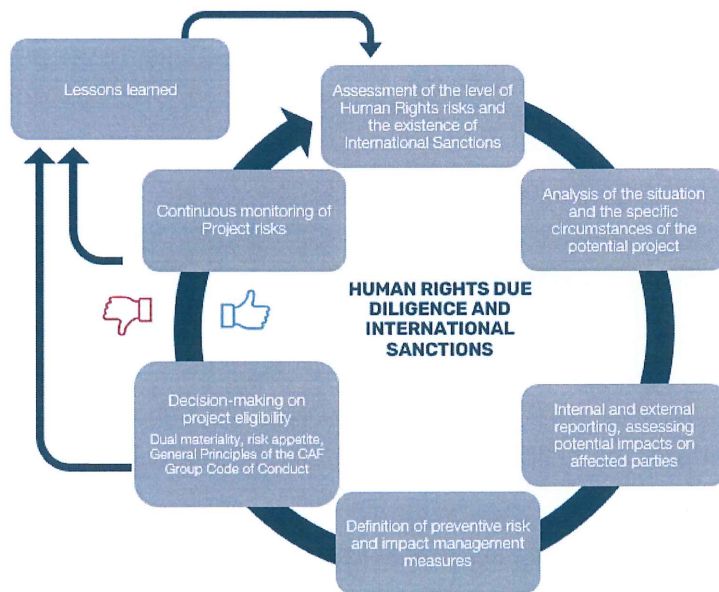 Lessons learned
Assessment of the level of
Human Rights risks and
the existence of
International Sanctions
Continuous monitoring of
Project risks
Analysis of the situation
and the specific
circumstances of the
potential project
HUMAN RIGHTS DUE
DILIGENCE AND
INTERNATIONAL
SANCTIONS
Decision-making on
project eligibility
Dual materiality, risk appetite,
General Principles of the CAF
Group Code of Conduct
Internal and external
reporting, assessing
potential impacts on
affected parties
Definition of preventive risk
and impact management
measures